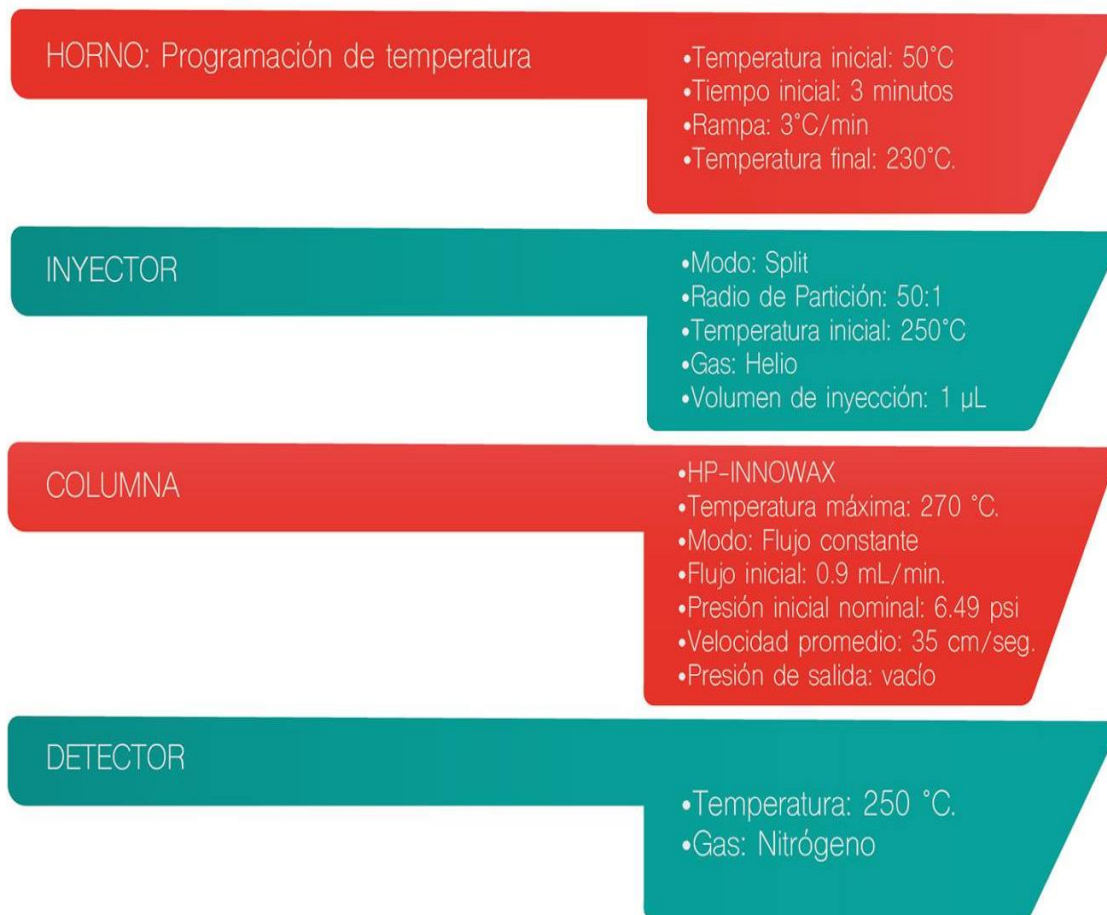 HORNO: Programación de temperatura
•Temperatura inicial: 50°C
•Tiempo inicial: 3 minutos
•Rampa: 3°C/min
•Temperatura final: 230°C.
INYECTOR
•Modo: Split
•Radio de Partición: 50:1
•Temperatura inicial: 250°C
•Gas: Helio
•Volumen de inyección: 1 µL
COLUMNA
•HP-INNOWAX
•Temperatura máxima: 270 °C.
•Modo: Flujo constante
•Flujo inicial: 0.9 mL/min.
•Presión inicial nominal: 6.49 psi
•Velocidad promedio: 35 cm/seg.
•Presión de salida: vacío
DETECTOR
•Temperatura: 250 °C.
•Gas: Nitrógeno